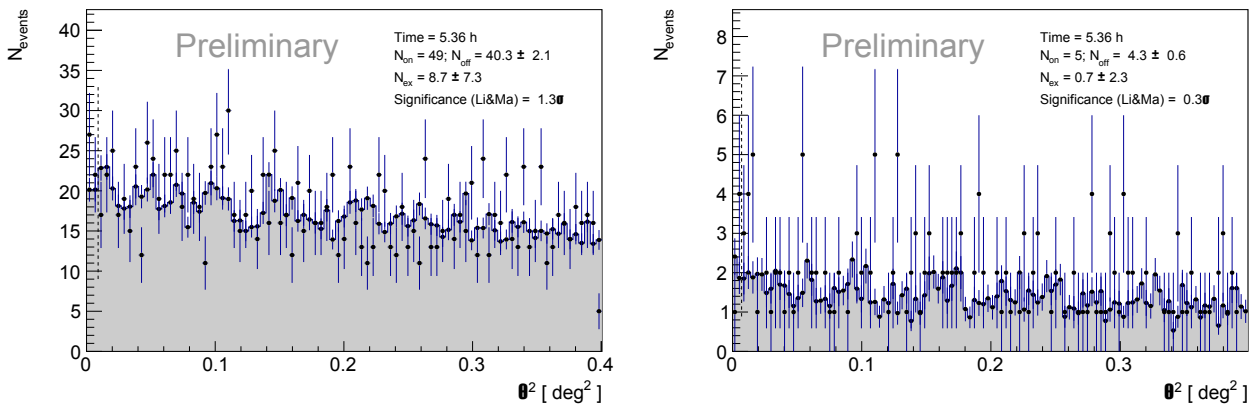 N_events
40
35
30
25
20
15
10
5
0
Preliminary
Time = 5.36 h
N_on = 49; N_off = 40.3 ± 2.1
N_ex = 8.7 ± 7.3
Significance (Li&Ma) = 1.3σ
0 0.1 0.2 0.3 0.4
θ² [ deg² ]
N_events
8
7
6
5
4
3
2
1
0
Preliminary
Time = 5.36 h
N_on = 5; N_off = 4.3 ± 0.6
N_ex = 0.7 ± 2.3
Significance (Li&Ma) = 0.3σ
0 0.1 0.2 0.3
θ² [ deg² ]